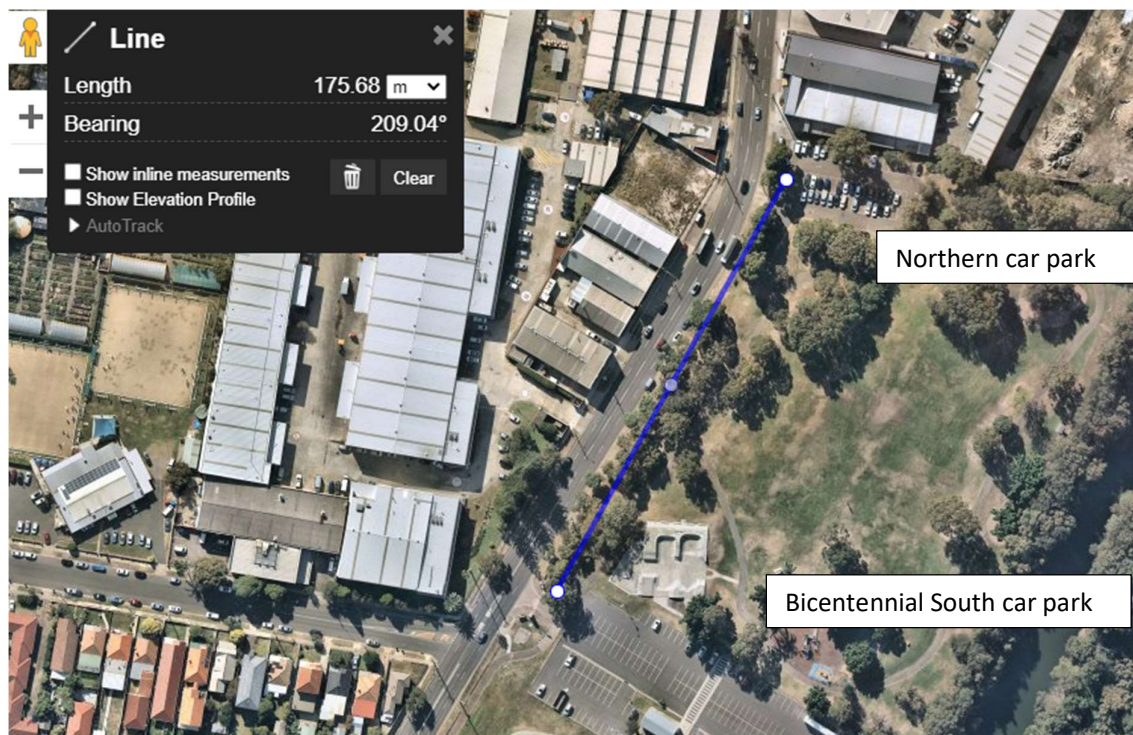 Line
Length 175.68 m
Bearing 209.04°
Show inline measurements
Show Elevation Profile
Clear
AutoTrack
Northern car park
Bicentennial South car park